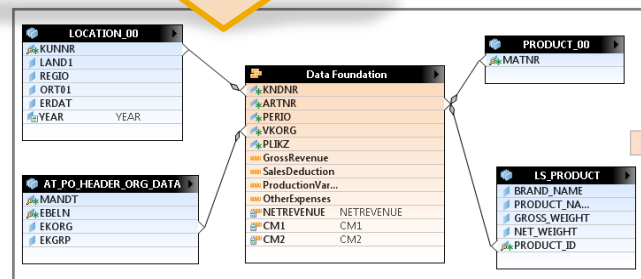 LOCATION_00
KUNNR
LAND1
REGIO
ORT01
ERDAT
YEAR YEAR
AT_PO_HEADER_ORG_DATA
MANDT
EBELN
EKORG
EKGRP
Data Foundation
KNDNR
ARTNR
PERIO
VKORG
PLIKZ
GrossRevenue
SalesDeduction
ProductionVar...
OtherExpenses
NETREVENUE NETREVENUE
CM1 CM1
CM2 CM2
PRODUCT_00
MATNR
LS_PRODUCT
BRAND_NAME
PRODUCT_NA...
GROSS_WEIGHT
NET_WEIGHT
PRODUCT_ID